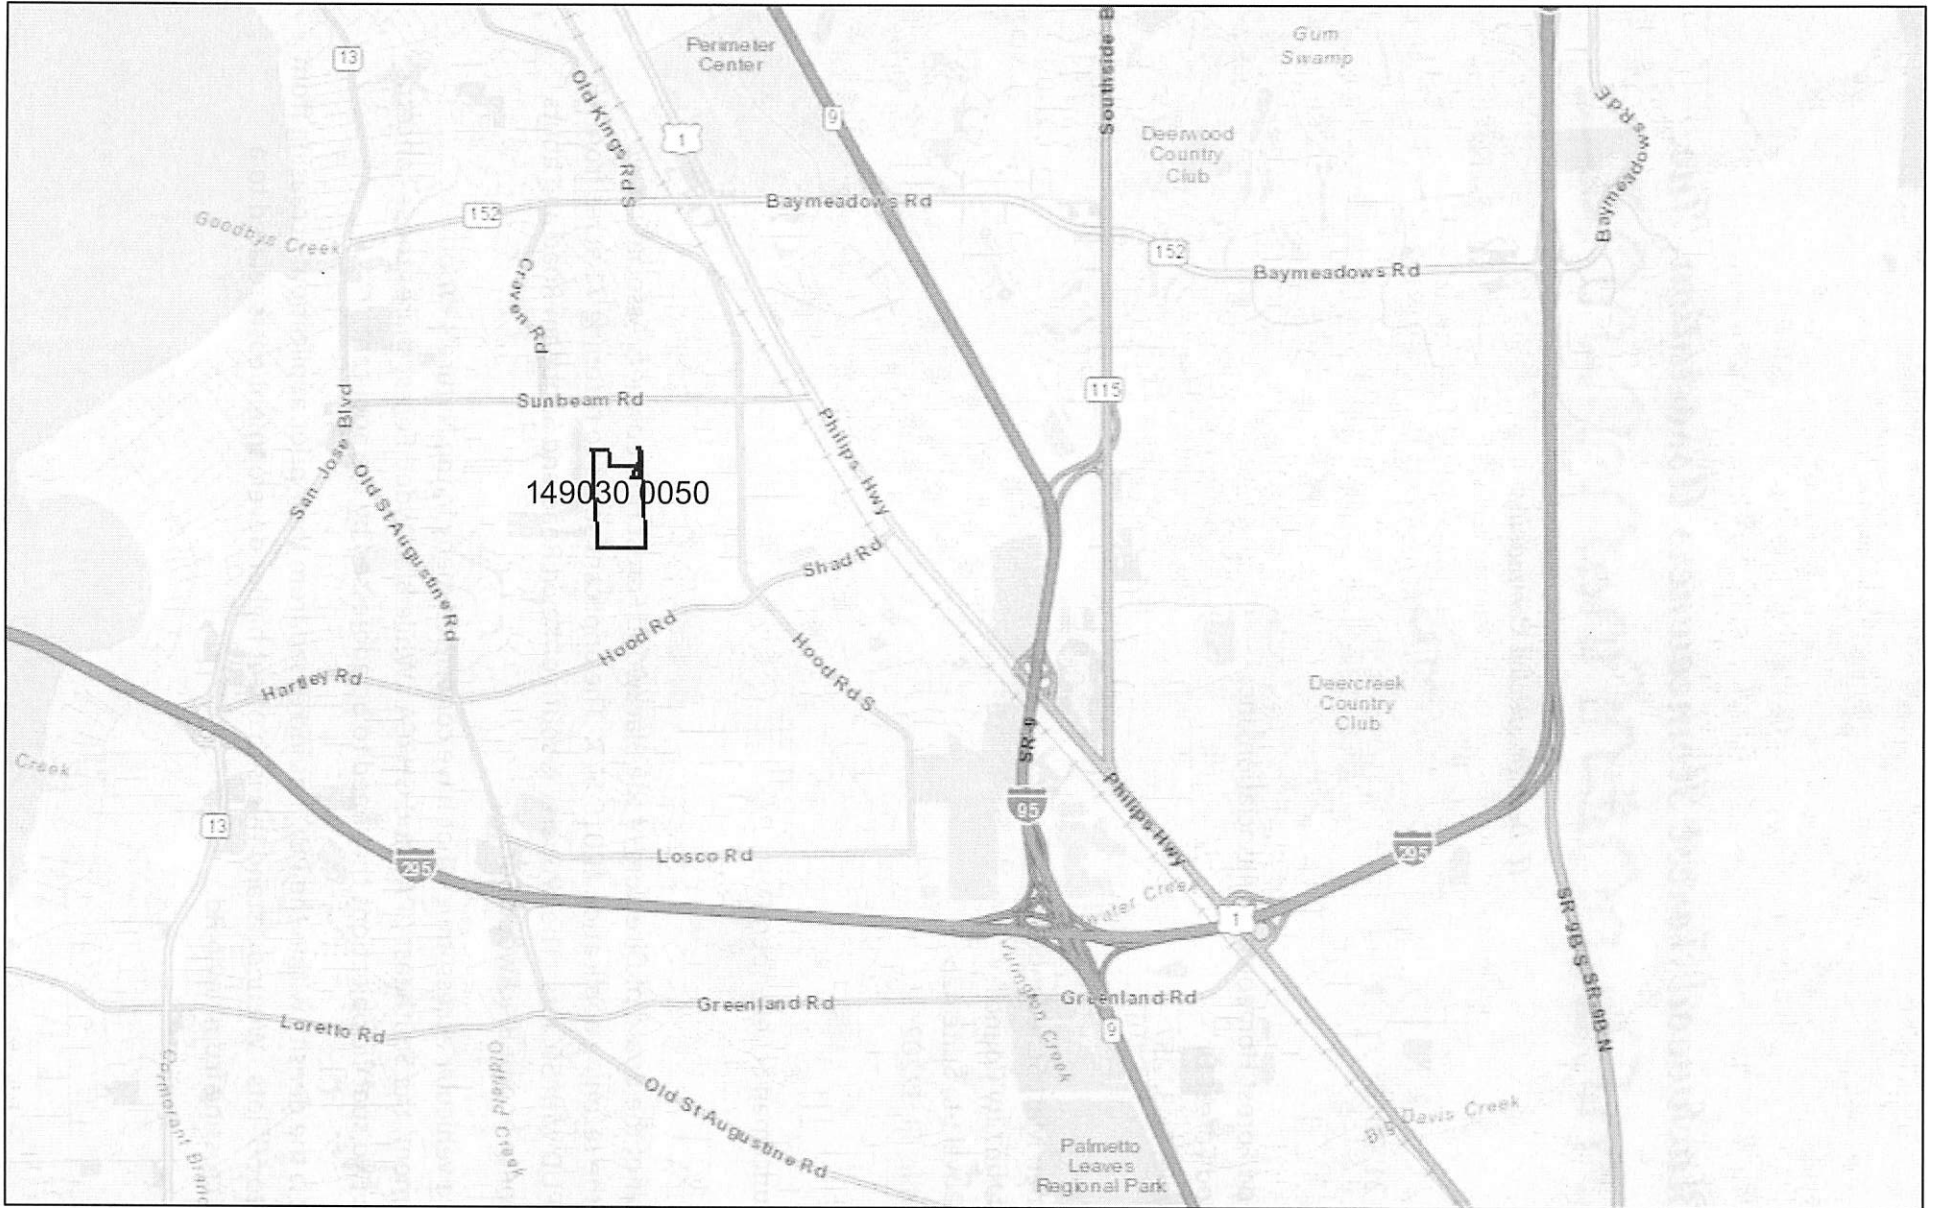 Perimeter
Center
Gum
Swamp
13
Old Kings Rd S
1
9
Southside B
Deerwood
Country
Club
Baymeadows Rd E
Goodbys Creek
152
Baymeadows Rd
152
Baymeadows Rd
Craven Rd
115
Sunbeam Rd
San Jose Blvd
Philips Hwy
149030 0050
Old St Augustine Rd
Shad Rd
Hood Rd
Hood Rd S
Hartley Rd
Deercreek
Country
Club
SR-9
Creek
13
95
Philips Hwy
295
295
Losco Rd
water Creek
1
SR-9B S SR-9B N
Greenland Rd
Greenland Rd
Loretto Rd
9
Creek
Cormorant Branc
Creek
Old St Augustine Rd
Big Davis Creek
Palmetto
Leaves
Regional Park